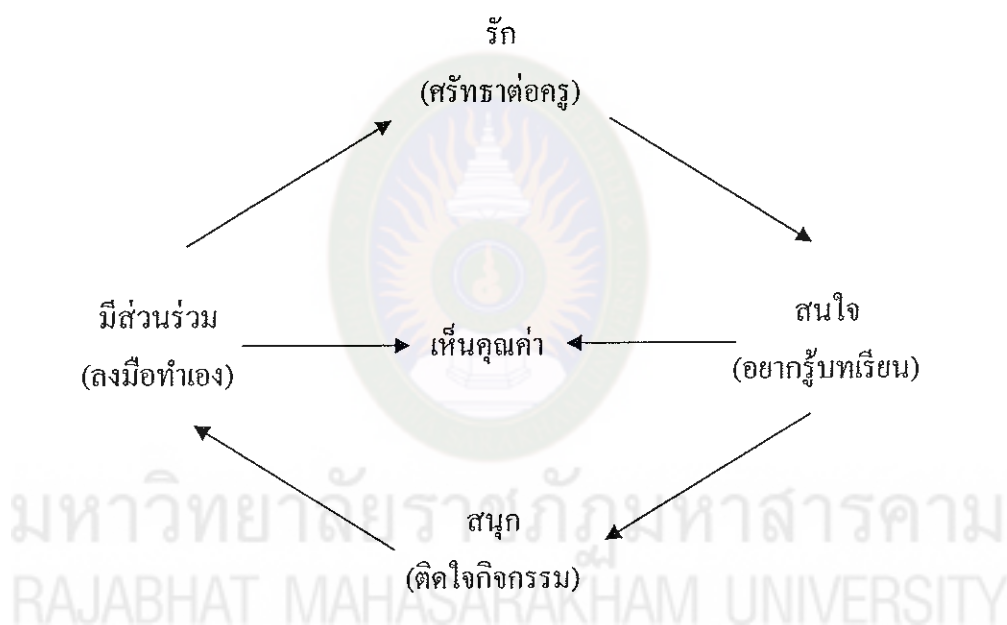 รัก
(ศรัทธาต่อครู)
มีส่วนร่วม
(ลงมือทำเอง)
เห็นคุณค่า
สนใจ
(อยากรู้บทเรียน)
สนุก
(ติดใจกิจกรรม)
มหาวิทยาลัยราชภัฏมหาสารคาม
RAJABHAT MAHASARAKHAM UNIVERSITY